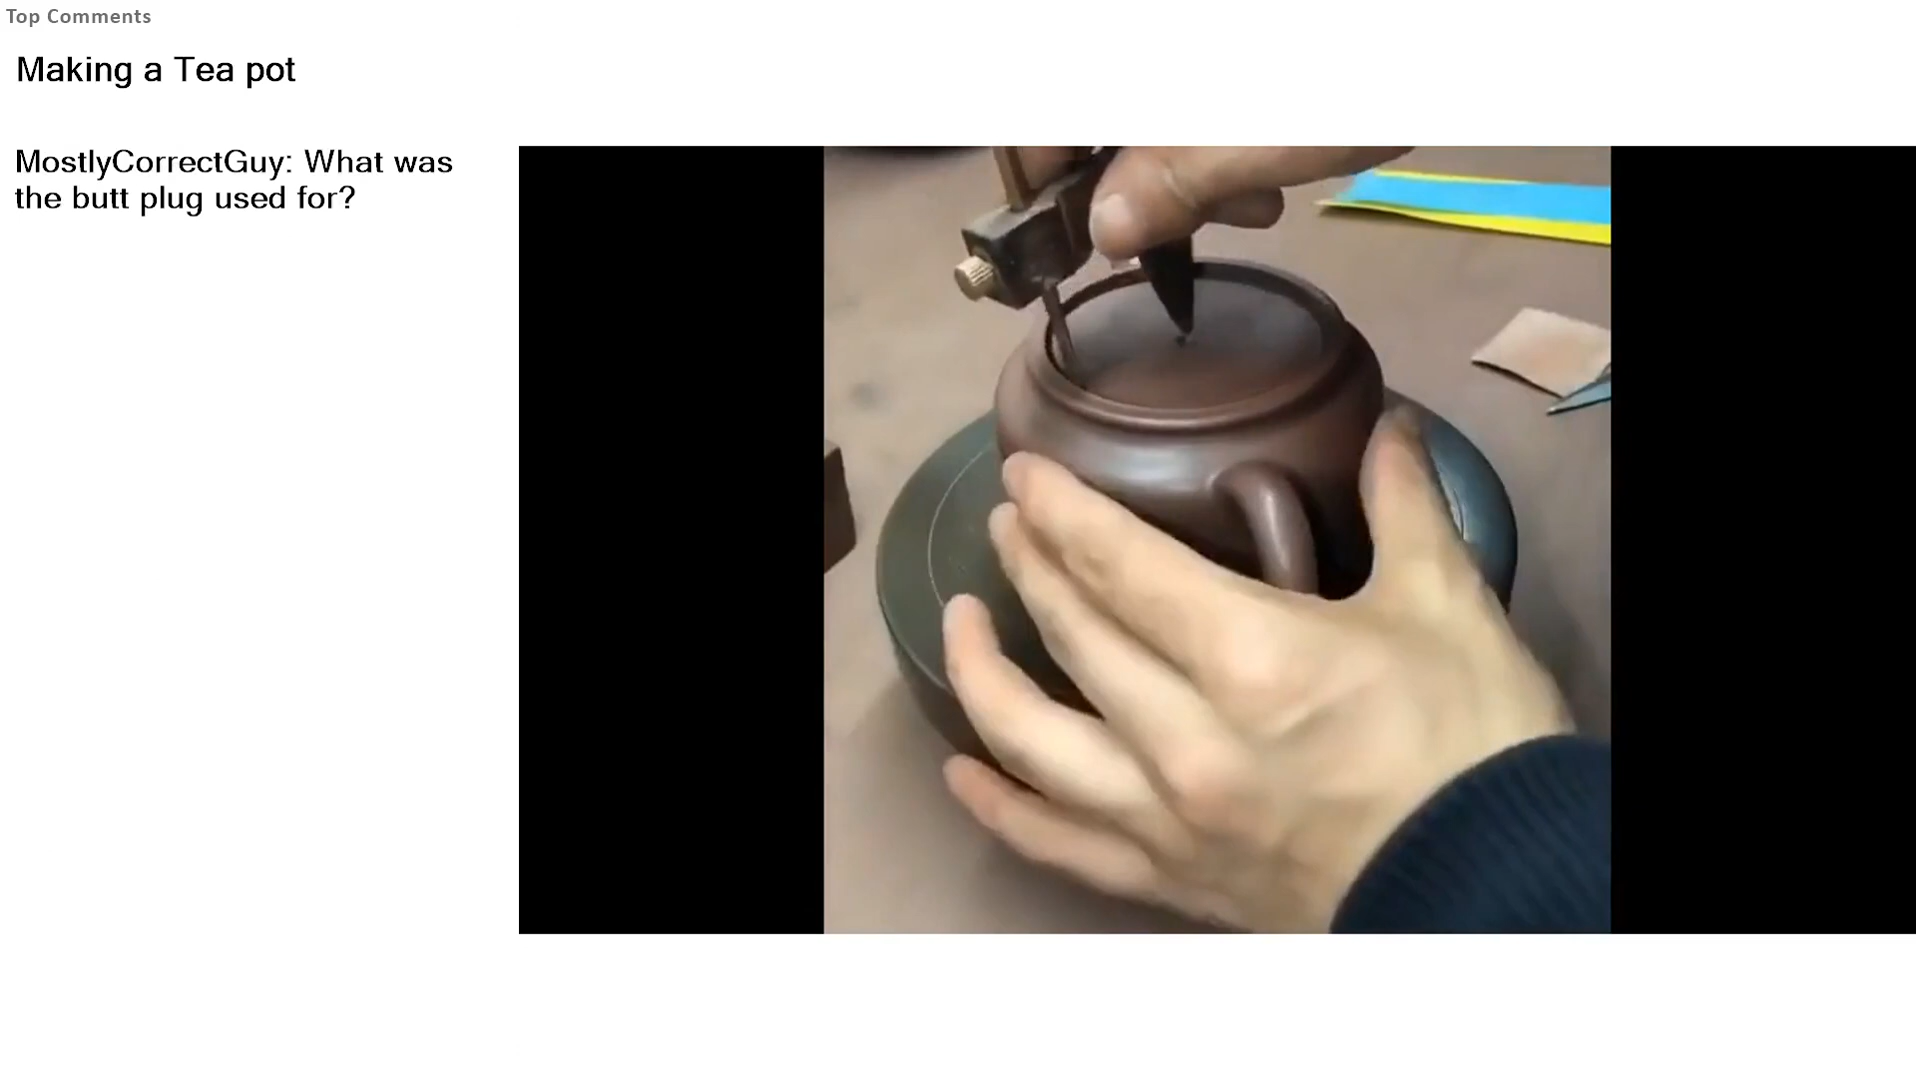 Top Comments
Making a Tea pot
MostlyCorrectGuy: What was
the butt plug used for?